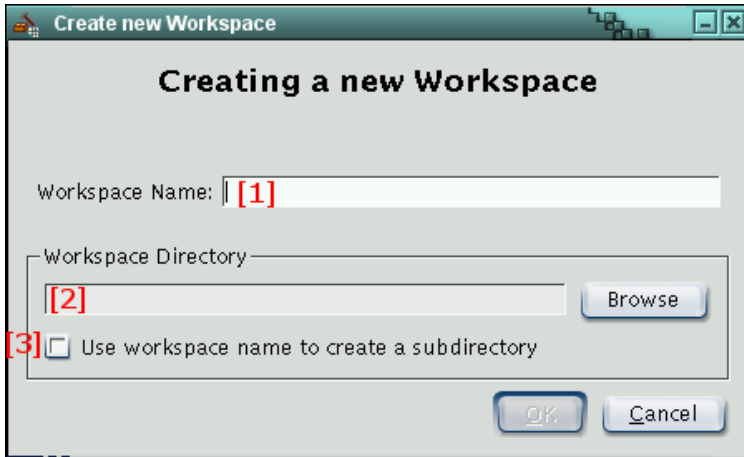 Create new Workspace
Creating a new Workspace
Workspace Name: [1]
Workspace Directory
[2] Browse
[3] Use workspace name to create a subdirectory
OK Cancel